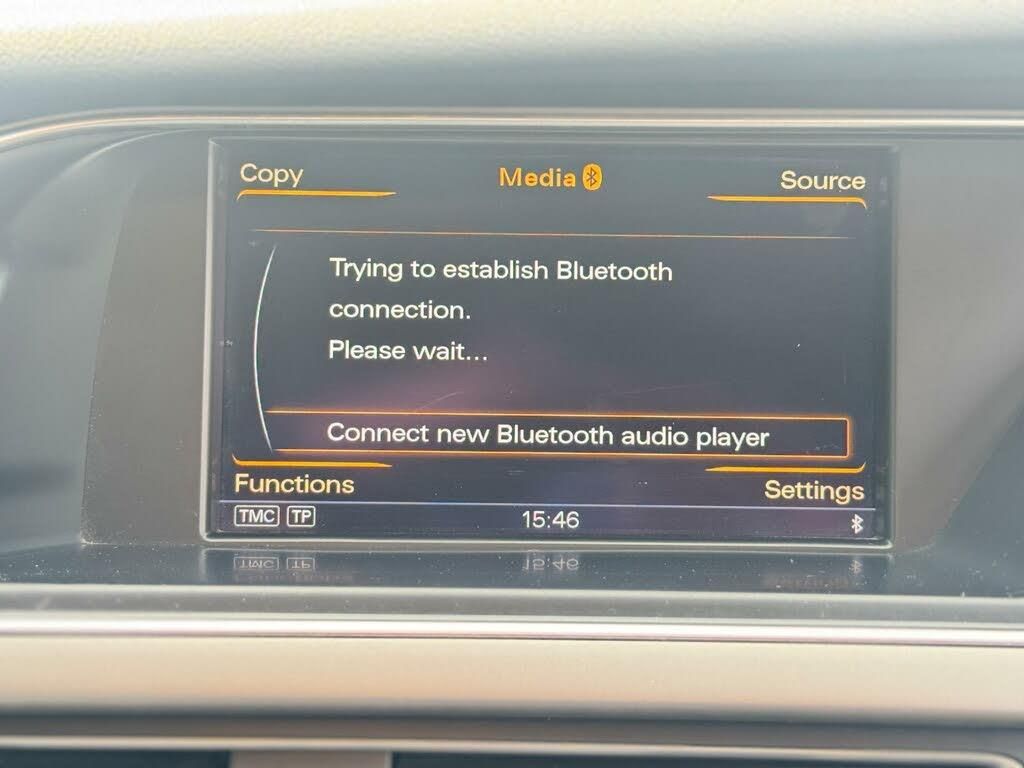 Copy Media Source
Trying to establish Bluetooth
connection.
Please wait...
Connect new Bluetooth audio player
Functions Settings
TMC TP 15:46